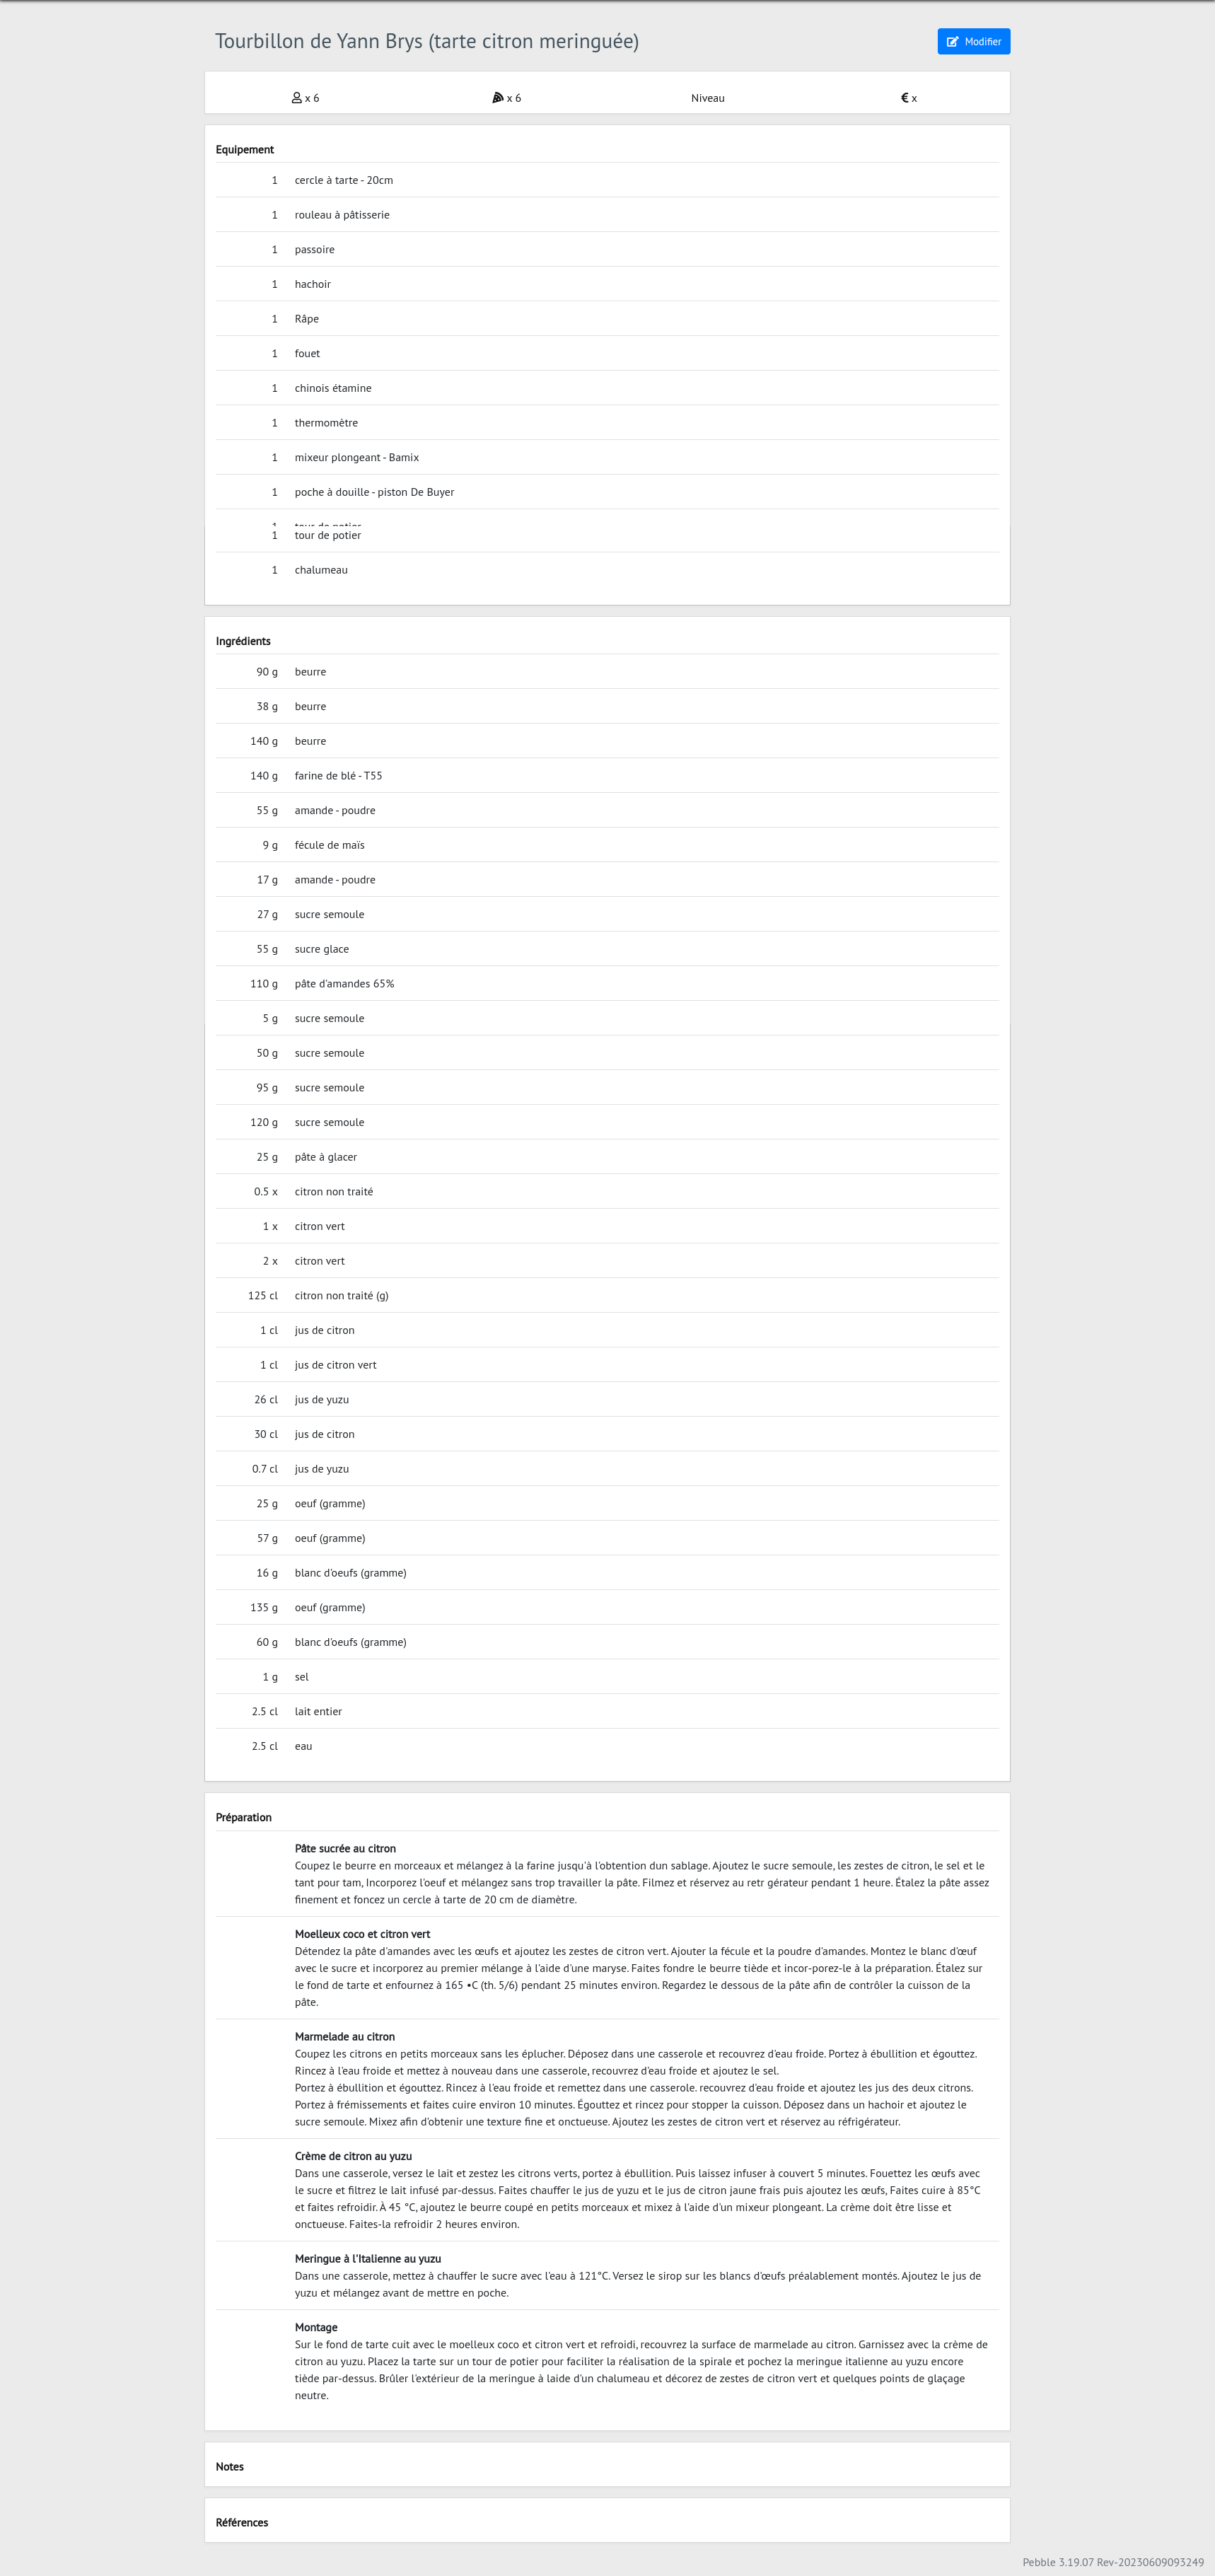 Tourbillon de Yann Brys (tarte citron meringuée)
Modifier
x 6
x 6
Niveau
€ x
Equipement
1 cercle à tarte - 20cm
1 rouleau à pâtisserie
1 passoire
1 hachoir
1 Râpe
1 fouet
1 chinois étamine
1 thermomètre
1 mixeur plongeant - Bamix
1 poche à douille - piston De Buyer
1 tour de potier
1 tour de potier
1 chalumeau
Ingrédients
90 g beurre
38 g beurre
140 g beurre
140 g farine de blé - T55
55 g amande - poudre
9 g fécule de maïs
17 g amande - poudre
27 g sucre semoule
55 g sucre glace
110 g pâte d'amandes 65%
5 g sucre semoule
50 g sucre semoule
95 g sucre semoule
120 g sucre semoule
25 g pâte à glacer
0.5 x citron non traité
1 x citron vert
2 x citron vert
125 cl citron non traité (g)
1 cl jus de citron
1 cl jus de citron vert
26 cl jus de yuzu
30 cl jus de citron
0.7 cl jus de yuzu
25 g oeuf (gramme)
57 g oeuf (gramme)
16 g blanc d'oeufs (gramme)
135 g oeuf (gramme)
60 g blanc d'oeufs (gramme)
1 g sel
2.5 cl lait entier
2.5 cl eau
Préparation
Pâte sucrée au citron
Coupez le beurre en morceaux et mélangez à la farine jusqu'à l'obtention dun sablage. Ajoutez le sucre semoule, les zestes de citron, le sel et le
tant pour tam, Incorporez l'oeuf et mélangez sans trop travailler la pâte. Filmez et réservez au retr gérateur pendant 1 heure. Étalez la pâte assez
finement et foncez un cercle à tarte de 20 cm de diamètre.
Moelleux coco et citron vert
Détendez la pâte d'amandes avec les œufs et ajoutez les zestes de citron vert. Ajouter la fécule et la poudre d'amandes. Montez le blanc d'œuf
avec le sucre et incorporez au premier mélange à l'aide d'une maryse. Faites fondre le beurre tiède et incor-porez-le à la préparation. Étalez sur
le fond de tarte et enfournez à 165 •C (th. 5/6) pendant 25 minutes environ. Regardez le dessous de la pâte afin de contrôler la cuisson de la
pâte.
Marmelade au citron
Coupez les citrons en petits morceaux sans les éplucher. Déposez dans une casserole et recouvrez d'eau froide. Portez à ébullition et égouttez.
Rincez à l'eau froide et mettez à nouveau dans une casserole, recouvrez d'eau froide et ajoutez le sel.
Portez à ébullition et égouttez. Rincez à l'eau froide et remettez dans une casserole. recouvrez d'eau froide et ajoutez les jus des deux citrons.
Portez à frémissements et faites cuire environ 10 minutes. Égouttez et rincez pour stopper la cuisson. Déposez dans un hachoir et ajoutez le
sucre semoule. Mixez afin d'obtenir une texture fine et onctueuse. Ajoutez les zestes de citron vert et réservez au réfrigérateur.
Crème de citron au yuzu
Dans une casserole, versez le lait et zestez les citrons verts, portez à ébullition. Puis laissez infuser à couvert 5 minutes. Fouettez les œufs avec
le sucre et filtrez le lait infusé par-dessus. Faites chauffer le jus de yuzu et le jus de citron jaune frais puis ajoutez les œufs, Faites cuire à 85°C
et faites refroidir. À 45 °C, ajoutez le beurre coupé en petits morceaux et mixez à l'aide d'un mixeur plongeant. La crème doit être lisse et
onctueuse. Faites-la refroidir 2 heures environ.
Meringue à l'Italienne au yuzu
Dans une casserole, mettez à chauffer le sucre avec l'eau à 121°C. Versez le sirop sur les blancs d'œufs préalablement montés. Ajoutez le jus de
yuzu et mélangez avant de mettre en poche.
Montage
Sur le fond de tarte cuit avec le moelleux coco et citron vert et refroidi, recouvrez la surface de marmelade au citron. Garnissez avec la crème de
citron au yuzu. Placez la tarte sur un tour de potier pour faciliter la réalisation de la spirale et pochez la meringue italienne au yuzu encore
tiède par-dessus. Brûler l'extérieur de la meringue à laide d'un chalumeau et décorez de zestes de citron vert et quelques points de glaçage
neutre.
Notes
Références
Pebble 3.19.07 Rev-20230609093249